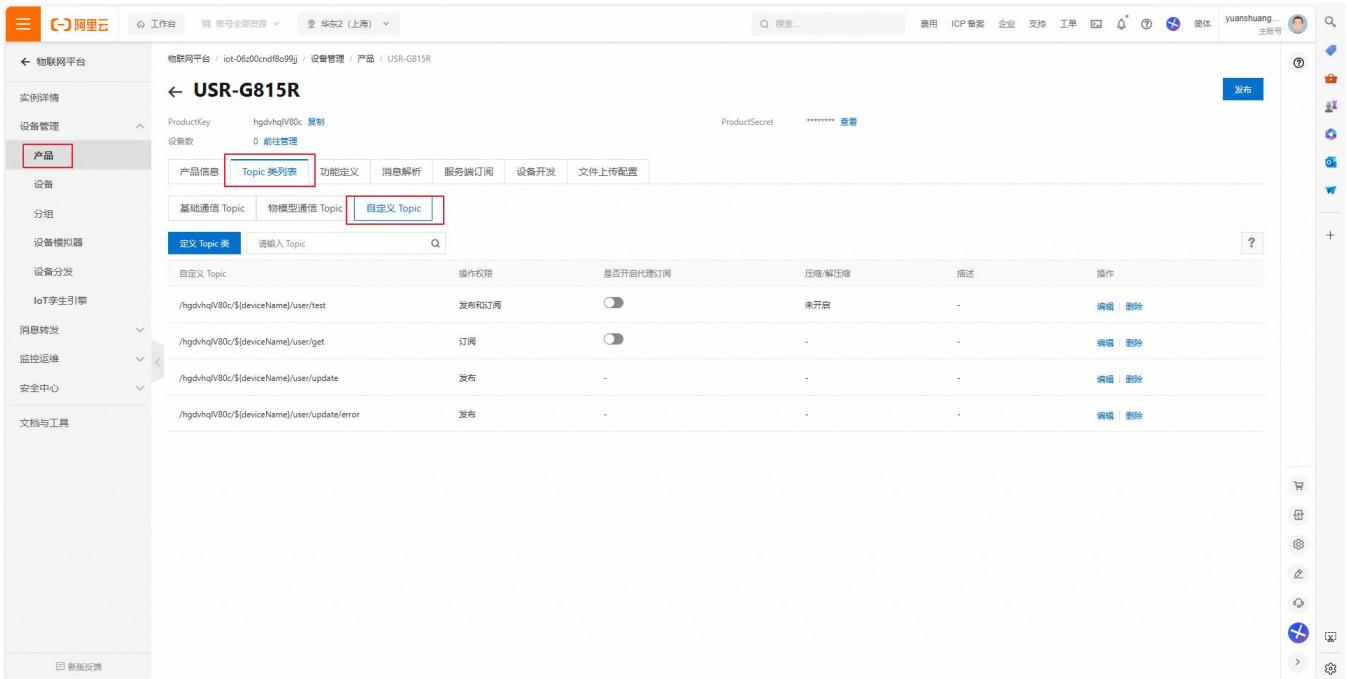 阿里云 工作台 账号全部资源 华东2（上海） 搜索... 费用 ICP 备案 企业 支持 工单 简体 yuanshuang... 主账号
物联网平台
实例详情
设备管理
产品
设备
分组
设备模拟器
设备分发
IoT孪生引擎
消息转发
监控运维
安全中心
文档与工具
新版反馈
物联网平台 / iot-06z00cndf8o99jj / 设备管理 / 产品 / USR-G815R
USR-G815R 发布
ProductKey hgdvhqlV80c 复制 ProductSecret ******** 查看
设备数 0 前往管理
产品信息 Topic 类列表 功能定义 消息解析 服务端订阅 设备开发 文件上传配置
基础通信 Topic 物模型通信 Topic 自定义 Topic
定义 Topic 类 请输入 Topic ?
自定义 Topic 操作权限 是否开启代理订阅 压缩/解压缩 描述 操作
/hgdvhqlV80c/${deviceName}/user/test 发布和订阅 未开启 - 编辑 删除
/hgdvhqlV80c/${deviceName}/user/get 订阅 - - 编辑 删除
/hgdvhqlV80c/${deviceName}/user/update 发布 - - - 编辑 删除
/hgdvhqlV80c/${deviceName}/user/update/error 发布 - - - 编辑 删除